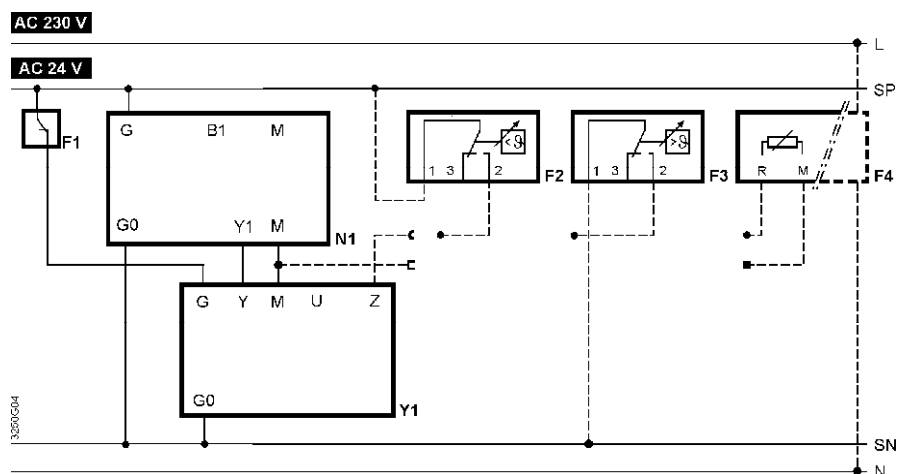 AC 230 V
L
AC 24 V
SP
F1
G B1 M
G0 Y1 M
N1
<ϑ
1 3 2
F2
>ϑ
1 3 2
F3
R M
F4
G Y M U Z
G0
Y1
3250G04
SN
N